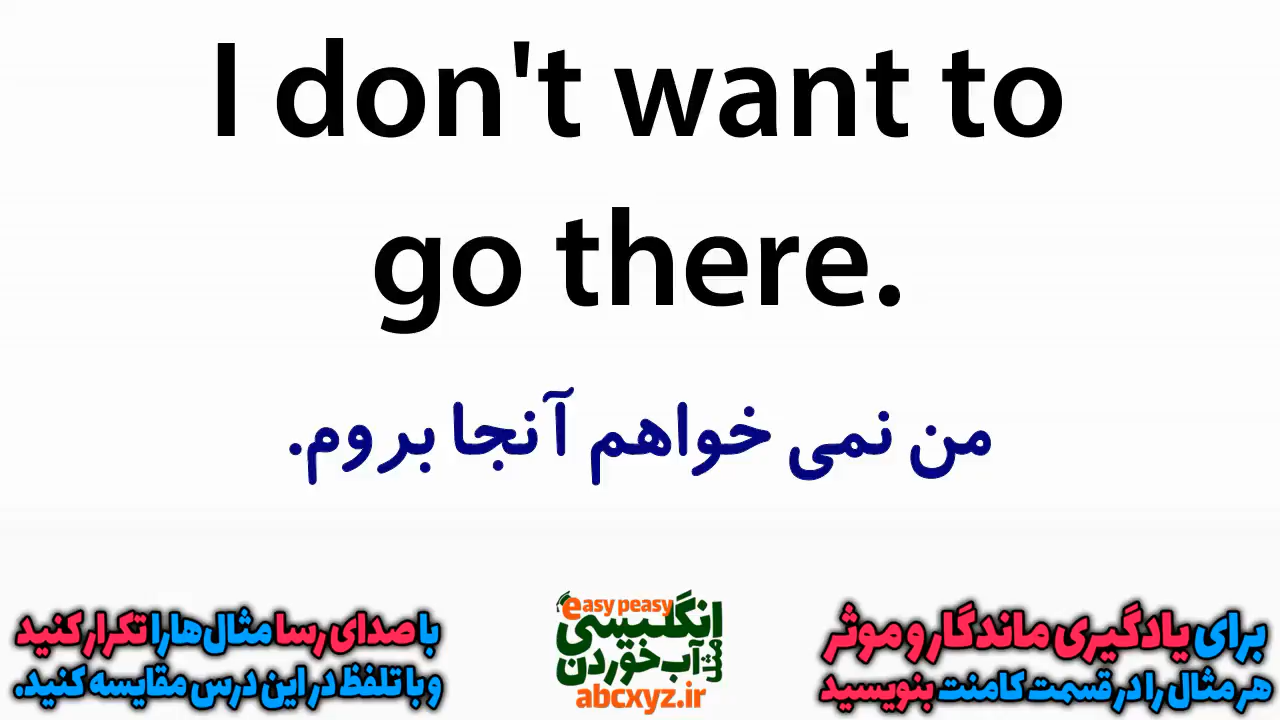 I don't want to
go there.
من نمی خواهم آنجا بروم.
برای یادگیری ماندگار و موثر
هر مثال را در قسمت کامنت بنویسید
easy peasy
انگلیسی
مثل آب خوردن
abcxyz.ir
با صدای رسا مثال‌ها را تکرار کنید
و با تلفظ در این درس مقایسه کنید.